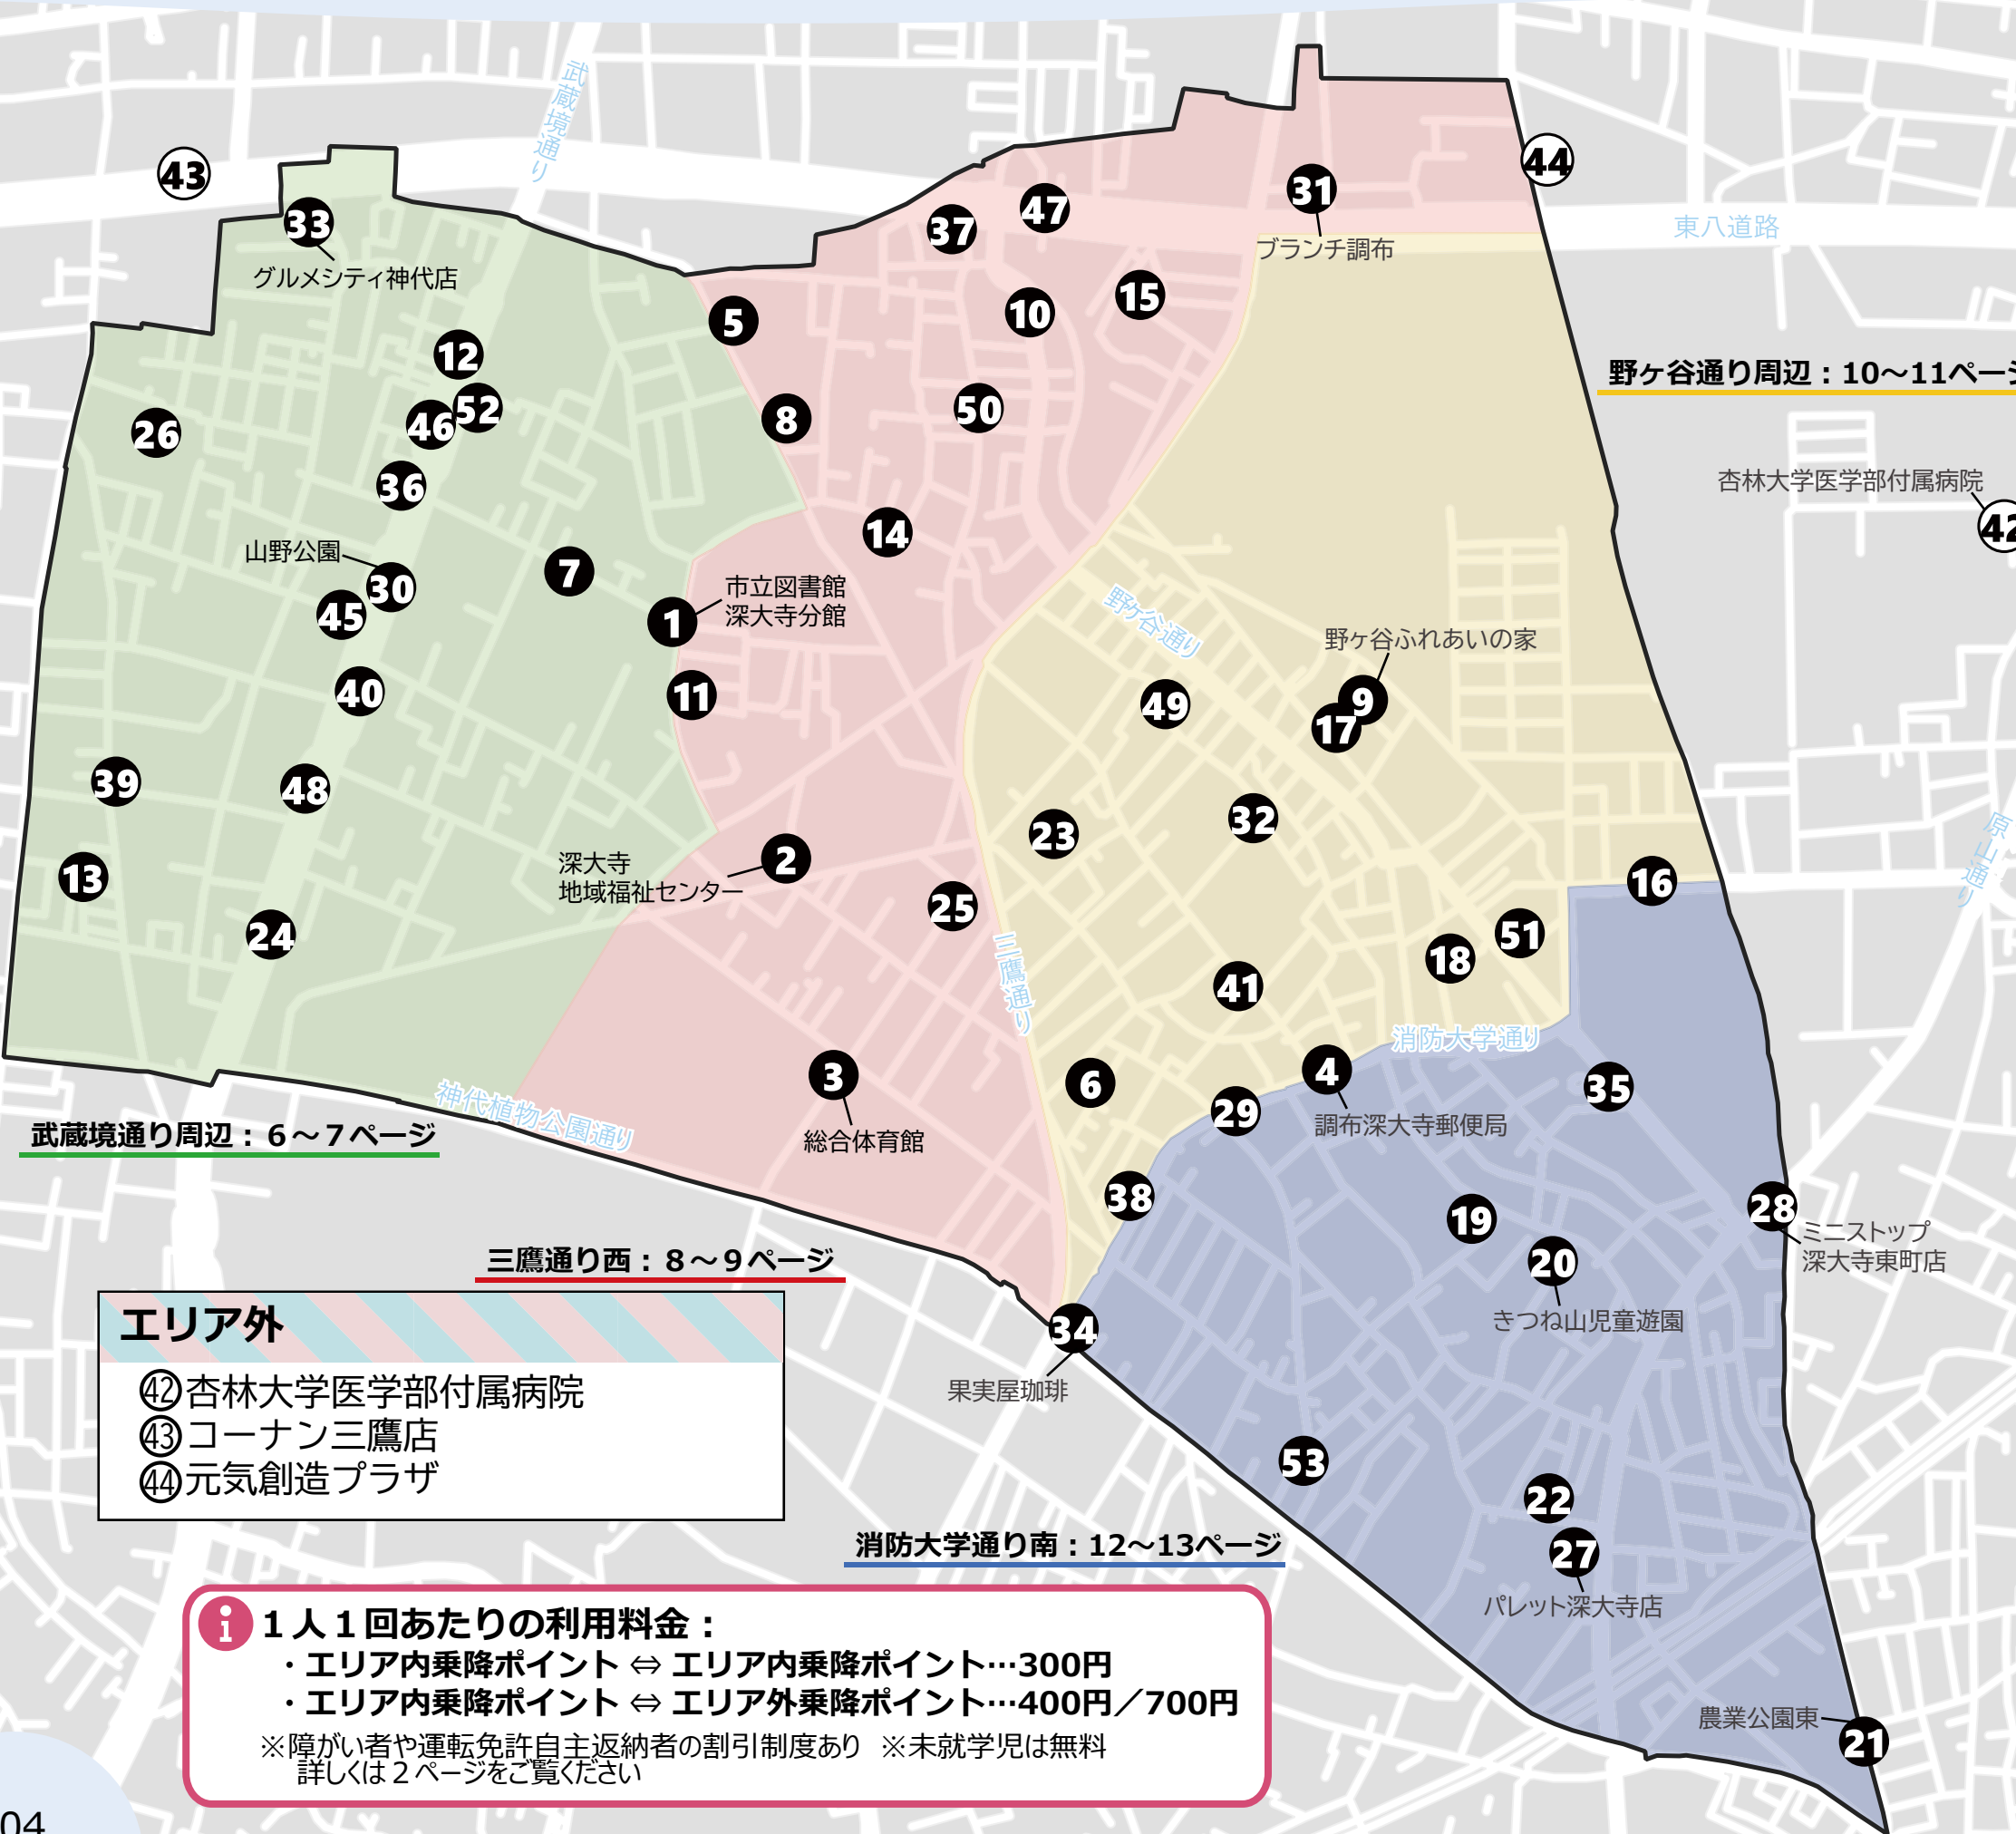 武蔵境通り
43
33
グルメシティ神代店
12
52
46
26
36
山野公園
30
45
7
40
39
48
13
24
5
8
37
47
31
ブランチ調布
44
東八道路
10
15
50
14
1
市立図書館
深大寺分館
11
野ヶ谷通り周辺：10～11ペー
杏林大学医学部付属病院
42
野ヶ谷通り
野ヶ谷ふれあいの家
9
17
49
32
23
原山通り
16
深大寺
地域福祉センター
2
25
三鷹通り
51
18
41
消防大学通り
3
総合体育館
6
4
調布深大寺郵便局
29
35
神代植物公園通り
武蔵境通り周辺：６～７ページ
38
19
28
ミニストップ
深大寺東町店
20
きつね山児童遊園
三鷹通り西：８～９ページ
34
果実屋珈琲
エリア外
㊷杏林大学医学部付属病院
㊸コーナン三鷹店
㊹元気創造プラザ
53
22
27
パレット深大寺店
消防大学通り南：12～13ページ
農業公園東
21
i
１人１回あたりの利用料金：
・エリア内乗降ポイント ⇔ エリア内乗降ポイント…300円
・エリア内乗降ポイント ⇔ エリア外乗降ポイント…400円／700円
※障がい者や運転免許自主返納者の割引制度あり ※未就学児は無料
詳しくは２ページをご覧ください
04